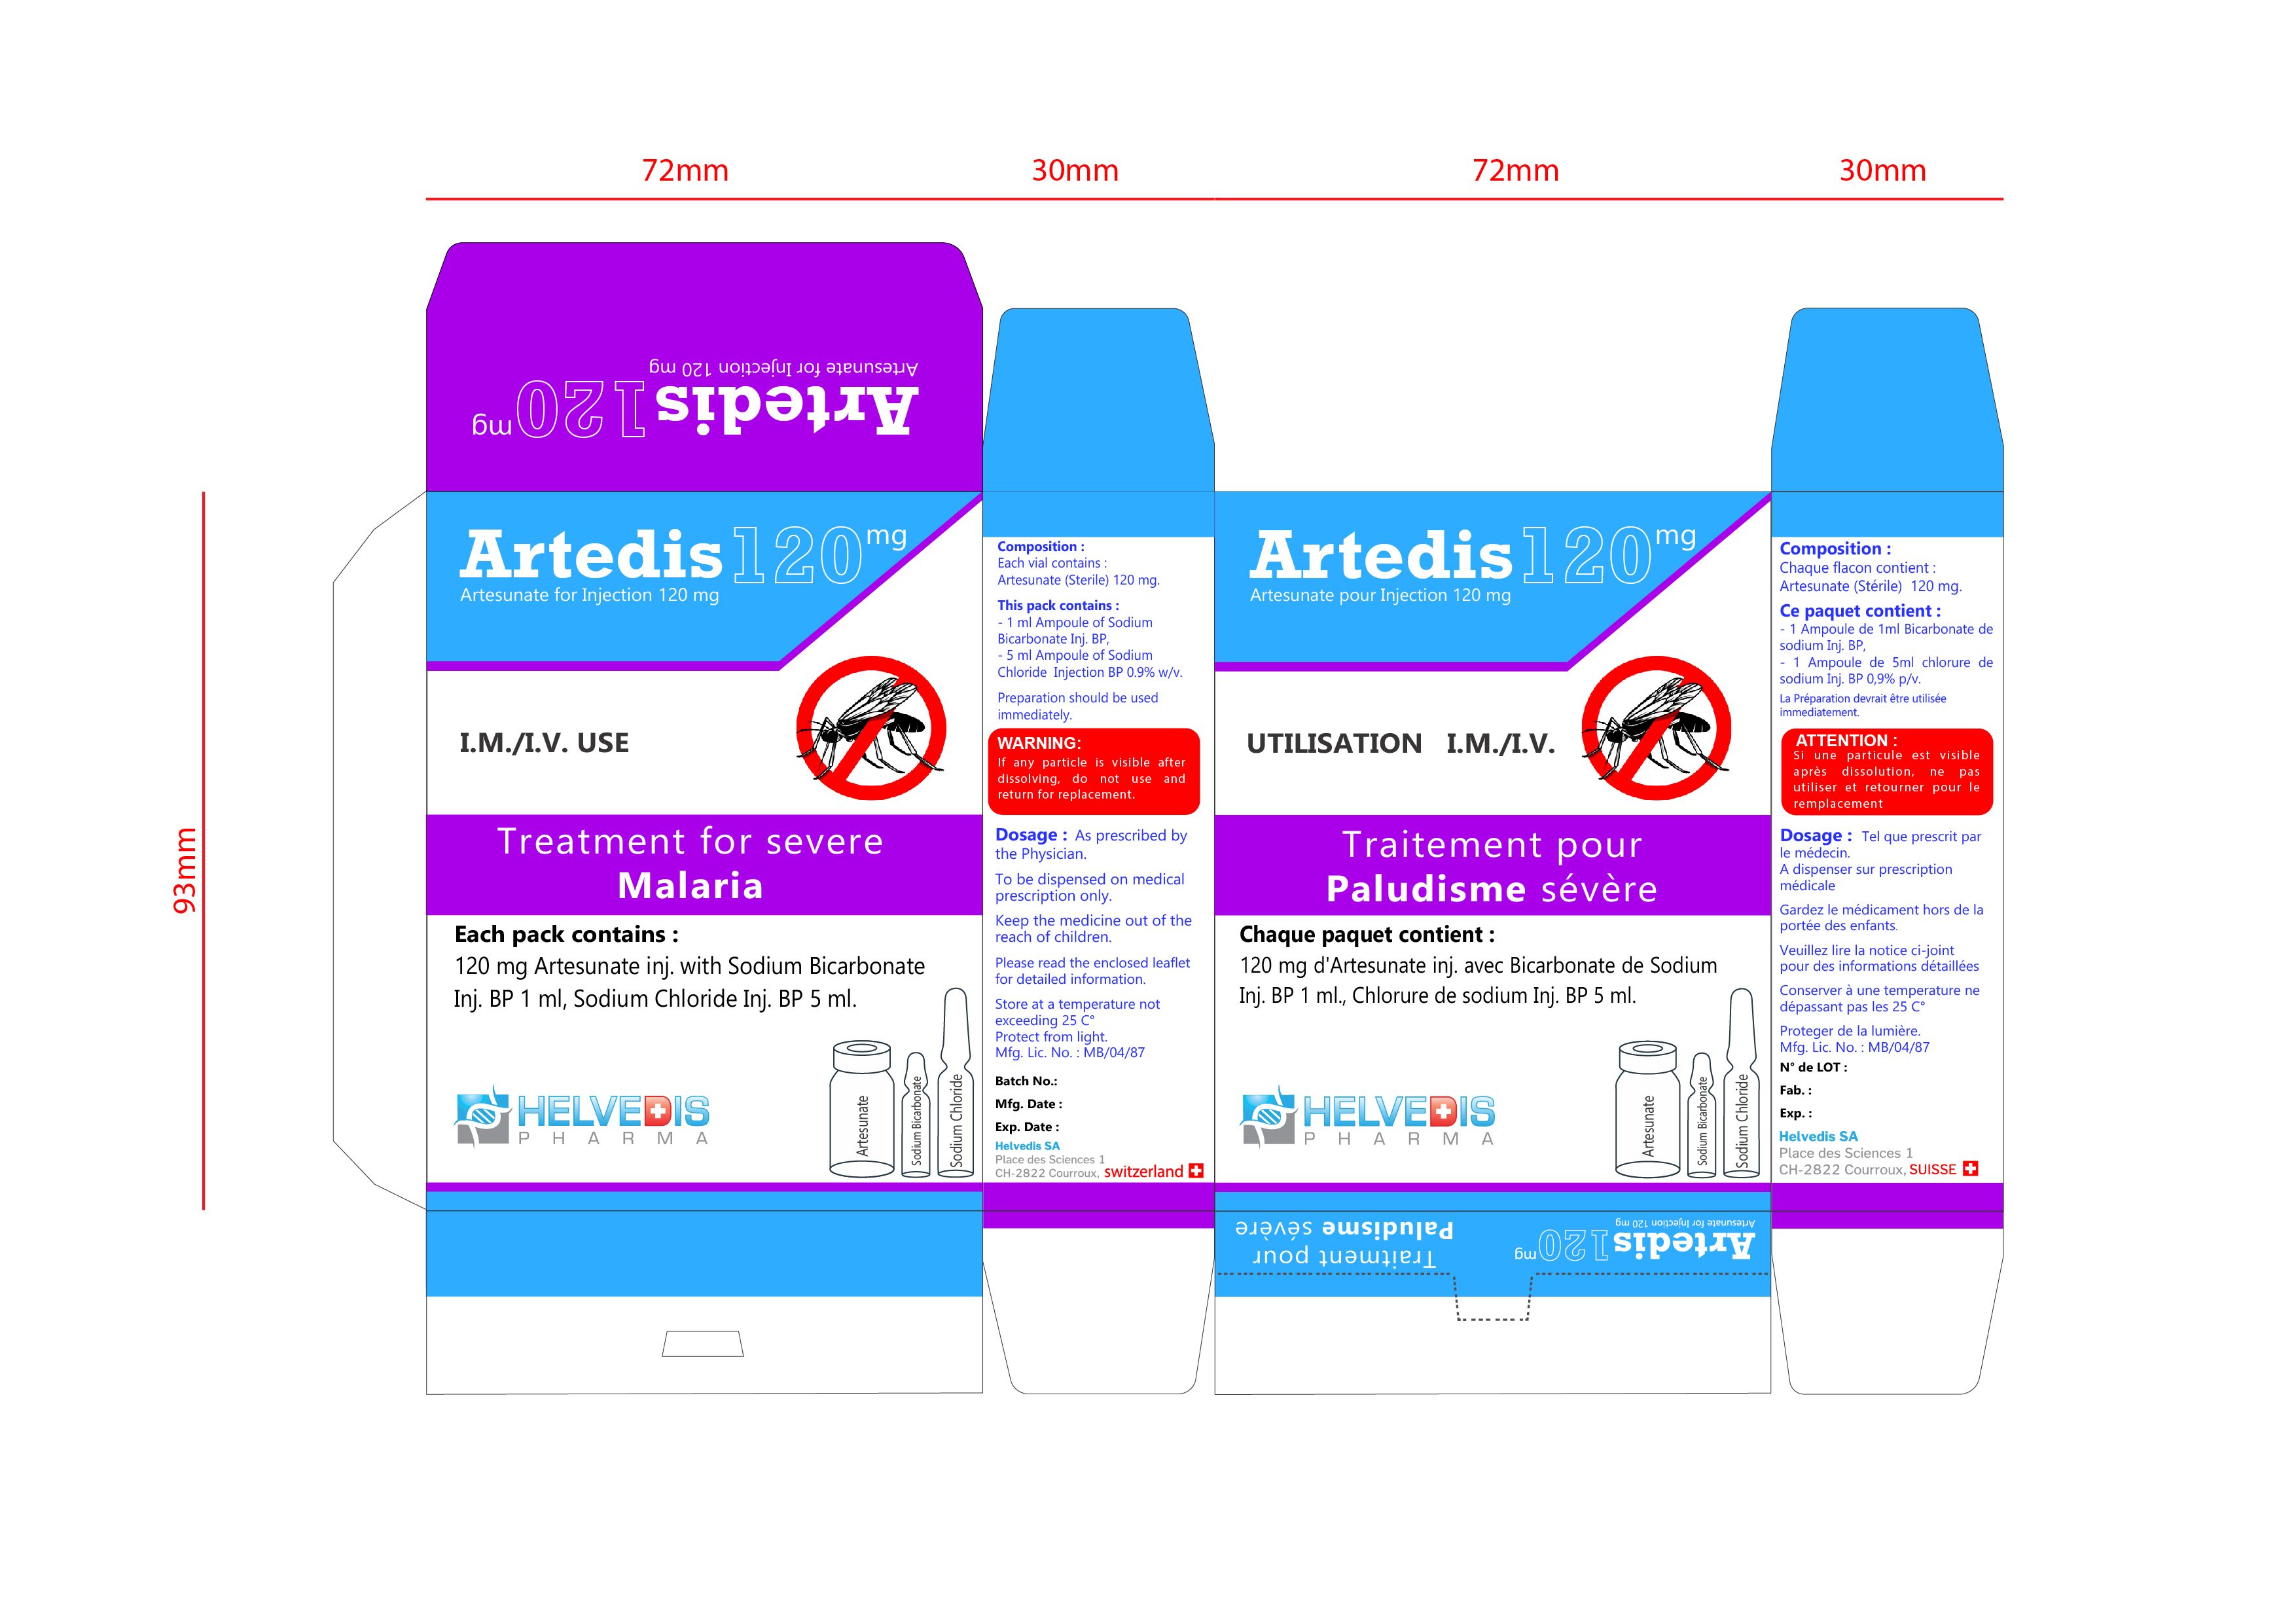 72mm
30mm
72mm
30mm
93mm
Artesunate for Injection 120 mg
Artedis 120 mg
Artedis 120 mg
Artesunate for Injection 120 mg
I.M./I.V. USE
Treatment for severe
Malaria
Each pack contains :
120 mg Artesunate inj. with Sodium Bicarbonate
Inj. BP 1 ml, Sodium Chloride Inj. BP 5 ml.
HELVEDIS
PHARMA
Artesunate
Sodium Bicarbonate
Sodium Chloride
Composition :
Each vial contains :
Artesunate (Sterile) 120 mg.
This pack contains :
- 1 ml Ampoule of Sodium
Bicarbonate Inj. BP,
- 5 ml Ampoule of Sodium
Chloride Injection BP 0.9% w/v.
Preparation should be used
immediately.
WARNING:
If any particle is visible after
dissolving, do not use and
return for replacement.
Dosage : As prescribed by
the Physician.
To be dispensed on medical
prescription only.
Keep the medicine out of the
reach of children.
Please read the enclosed leaflet
for detailed information.
Store at a temperature not
exceeding 25 C°
Protect from light.
Mfg. Lic. No. : MB/04/87
Batch No.:
Mfg. Date :
Exp. Date :
Helvedis SA
Place des Sciences 1
CH-2822 Courroux, switzerland
Artedis 120 mg
Artesunate pour Injection 120 mg
UTILISATION I.M./I.V.
Traitement pour
Paludisme sévère
Chaque paquet contient :
120 mg d'Artesunate inj. avec Bicarbonate de Sodium
Inj. BP 1 ml., Chlorure de sodium Inj. BP 5 ml.
HELVEDIS
PHARMA
Artesunate
Sodium Bicarbonate
Sodium Chloride
Artesunate for Injection 120 mg
Artedis 120 mg
Traitment pour
Paludisme sévère
Composition :
Chaque flacon contient :
Artesunate (Stérile) 120 mg.
Ce paquet contient :
- 1 Ampoule de 1ml Bicarbonate de
sodium Inj. BP,
- 1 Ampoule de 5ml chlorure de
sodium Inj. BP 0,9% p/v.
La Préparation devrait être utilisée
immediatement.
ATTENTION :
Si une particule est visible
après dissolution, ne pas
utiliser et retourner pour le
remplacement
Dosage : Tel que prescrit par
le médecin.
A dispenser sur prescription
médicale
Gardez le médicament hors de la
portée des enfants.
Veuillez lire la notice ci-joint
pour des informations détaillées
Conserver à une temperature ne
dépassant pas les 25 C°
Proteger de la lumière.
Mfg. Lic. No. : MB/04/87
N° de LOT :
Fab. :
Exp. :
Helvedis SA
Place des Sciences 1
CH-2822 Courroux, SUISSE